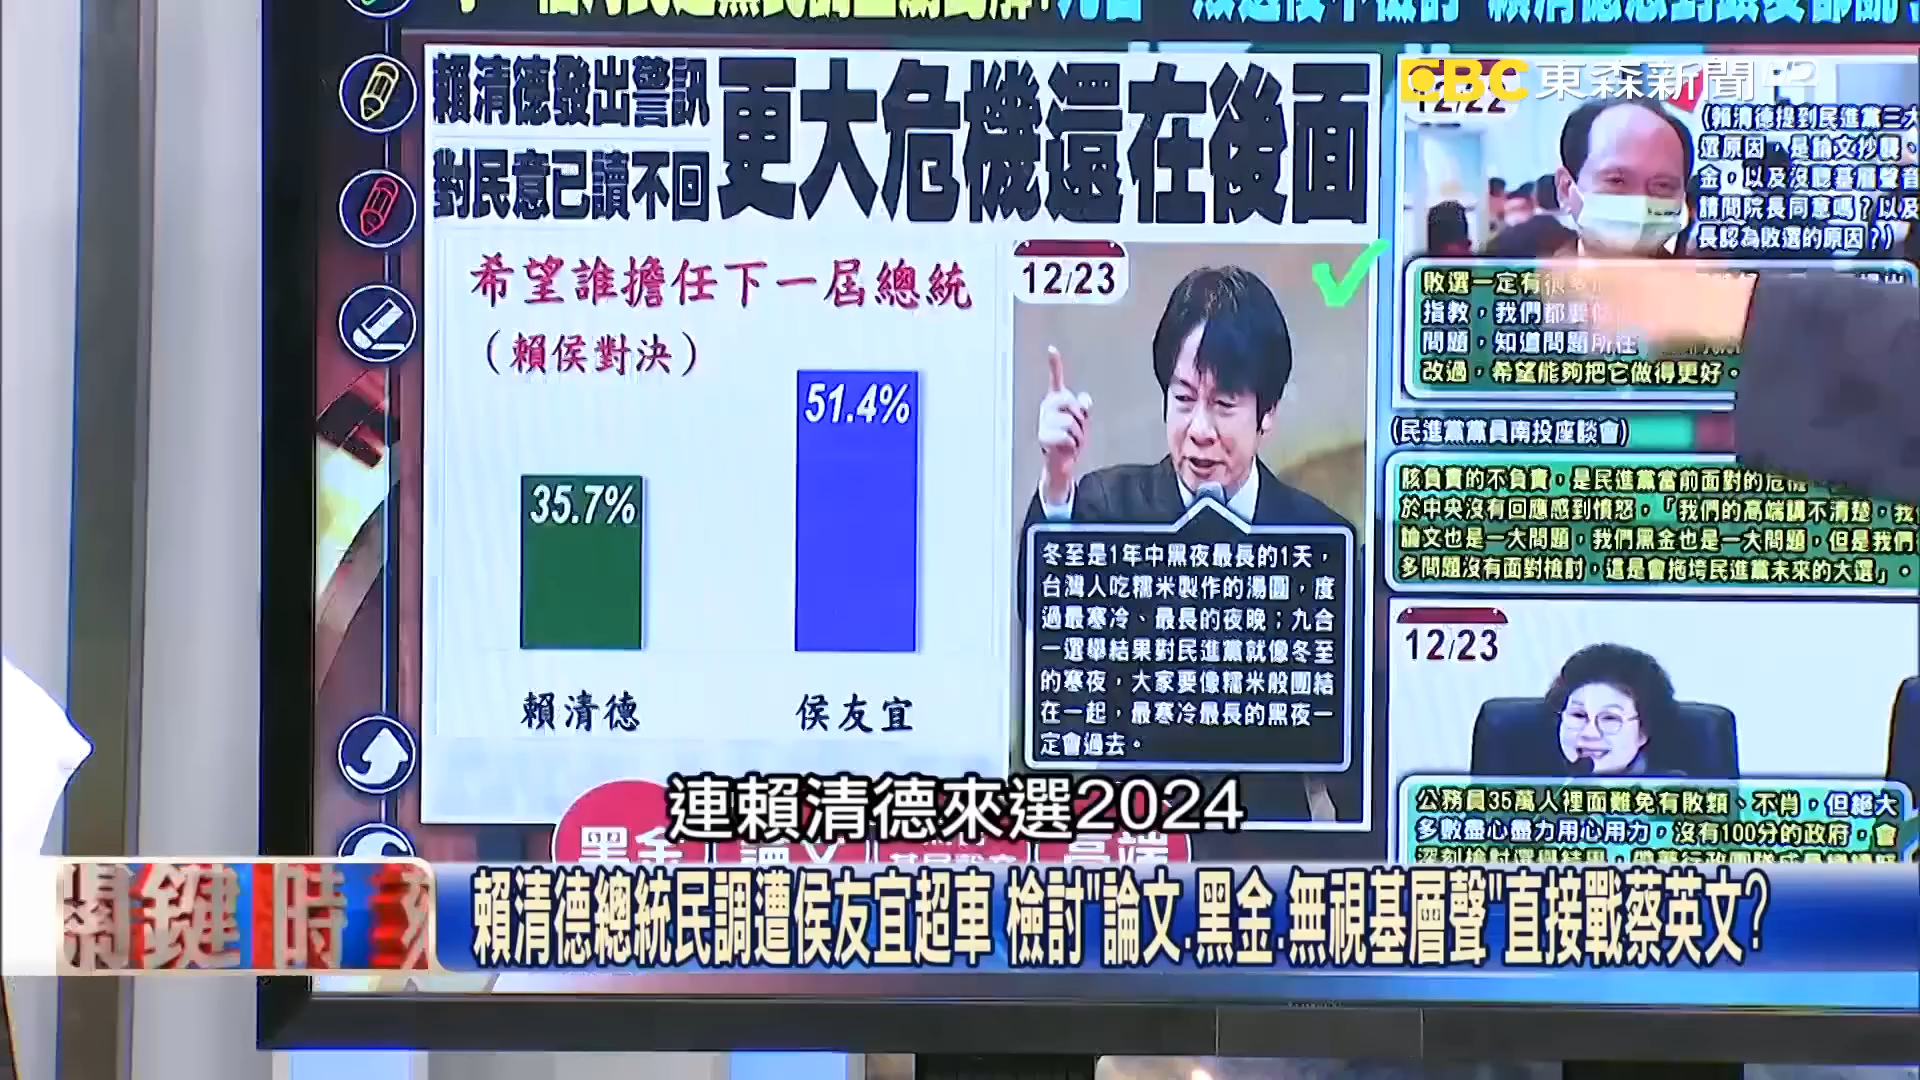 EBC東森新聞
賴清德發出警訊
對民意已讀不回
更大危機還在後面
希望誰擔任下一屆總統
（賴侯對決）
35.7%
51.4%
賴清德
侯友宜
12/23
冬至是1年中黑夜最長的1天，
台灣人吃糯米製作的湯圓，度
過最寒冷、最長的夜晚；九合
一選舉結果對民進黨就像冬至
的寒夜，大家要像糯米般團結
在一起，最寒冷最長的黑夜一
定會過去。
12/22
（賴清德提到民進黨三大
選原因，是論文抄襲、
金，以及沒聽基層聲音
請問院長同意嗎？以及
長認為敗選的原因？）
敗選一定有很多
指教，我們都要
問題，知道問題所在，
改過，希望能夠把它做得更好。
（民進黨黨員南投座談會）
該負責的不負責，是民進黨當前面對的危機
於中央沒有回應感到憤怒，「我們的高端講不清楚，我
論文也是一大問題，我們黑金也是一大問題，但是我們
多問題沒有面對檢討，這是會拖垮民進黨未來的大選」。
12/23
公務員35萬人裡面難免有敗類、不肖，但絕大
多數盡心盡力用心用力，沒有100分的政府，會
黑金
論文
高端
連賴清德來選2024
關鍵時刻
賴清德總統民調遭侯友宜超車 檢討"論文.黑金.無視基層聲"直接戰蔡英文?